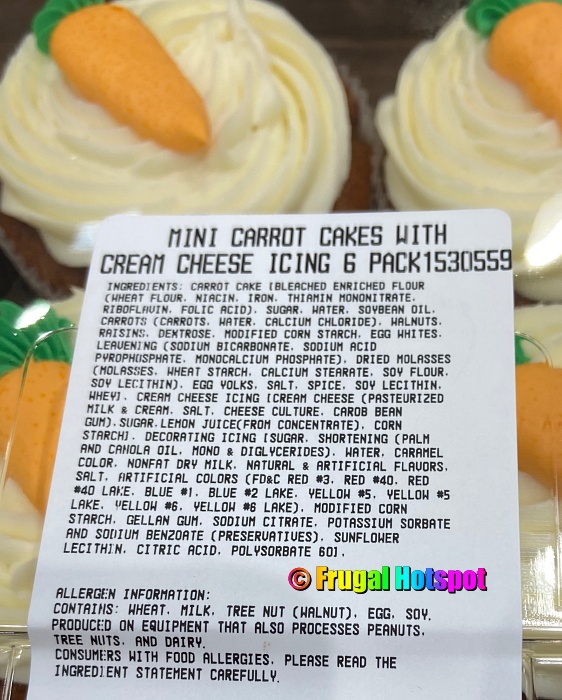 MINI CARROT CAKES WITH
CREAM CHEESE ICING 6 PACK1530559
INGREDIENTS: CARROT CAKE [BLEACHED ENRICHED FLOUR
(WHEAT FLOUR, NIACIN, IRON, THIAMIN MONONITRATE,
RIBOFLAVIN, FOLIC ACID), SUGAR, WATER, SOYBEAN OIL,
CARROTS (CARROTS, WATER, CALCIUM CHLORIDE), WALNUTS,
RAISINS, DEXTROSE, MODIFIED CORN STARCH, EGG WHITES,
LEAVENING (SODIUM BICARBONATE, SODIUM ACID
PYROPHOSPHATE, MONOCALCIUM PHOSPHATE), DRIED MOLASSES
(MOLASSES, WHEAT STARCH, CALCIUM STEARATE, SOY FLOUR,
SOY LECITHIN), EGG YOLKS, SALT, SPICE, SOY LECITHIN,
WHEY]. CREAM CHEESE ICING [CREAM CHEESE (PASTEURIZED
MILK & CREAM, SALT, CHEESE CULTURE, CAROB BEAN
GUM),SUGAR,LEMON JUICE(FROM CONCENTRATE), CORN
STARCH]. DECORATING ICING [SUGAR, SHORTENING (PALM
AND CANOLA OIL, MONO & DIGLYCERIDES), WATER, CARAMEL
COLOR, NONFAT DRY MILK, NATURAL & ARTIFICIAL FLAVORS,
SALT, ARTIFICIAL COLORS (FD&C RED #3, RED #40, RED
#40 LAKE, BLUE #1, BLUE #2 LAKE, YELLOW #5, YELLOW #5
LAKE, YELLOW #6, YELLOW #6 LAKE), MODIFIED CORN
STARCH, GELLAN GUM, SODIUM CITRATE, POTASSIUM SORBATE
AND SODIUM BENZOATE (PRESERVATIVES), SUNFLOWER
LECITHIN, CITRIC ACID, POLYSORBATE 60].
© Frugal Hotspot
ALLERGEN INFORMATION:
CONTAINS: WHEAT, MILK, TREE NUT (WALNUT), EGG, SOY.
PRODUCED ON EQUIPMENT THAT ALSO PROCESSES PEANUTS,
TREE NUTS, AND DAIRY.
CONSUMERS WITH FOOD ALLERGIES, PLEASE READ THE
INGREDIENT STATEMENT CAREFULLY.